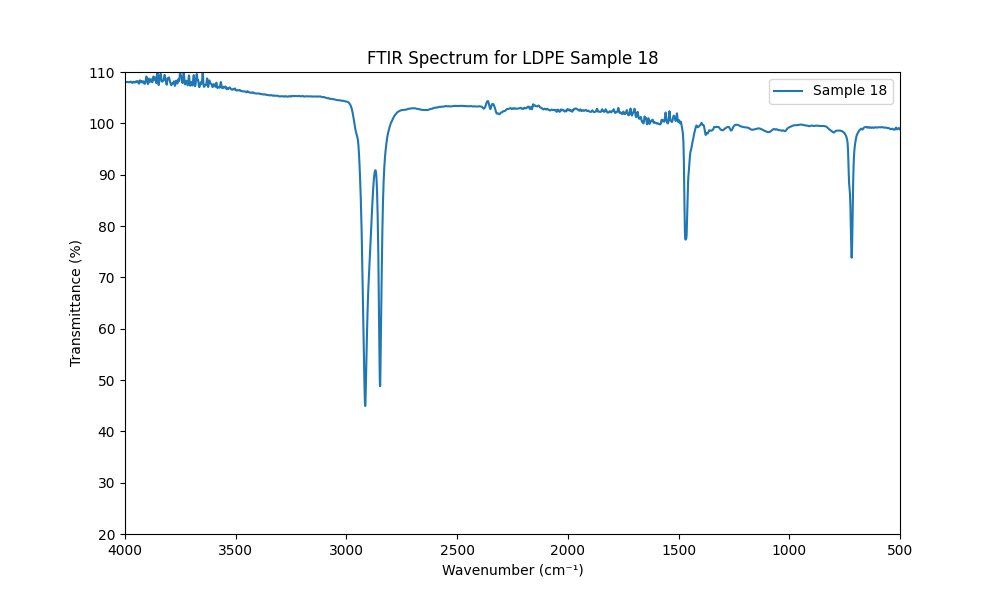 FTIR Spectrum for LDPE Sample 18
Sample 18
Transmittance (%)
110
100
90
80
70
60
50
40
30
20
4000 3500 3000 2500 2000 1500 1000 500
Wavenumber (cm⁻¹)